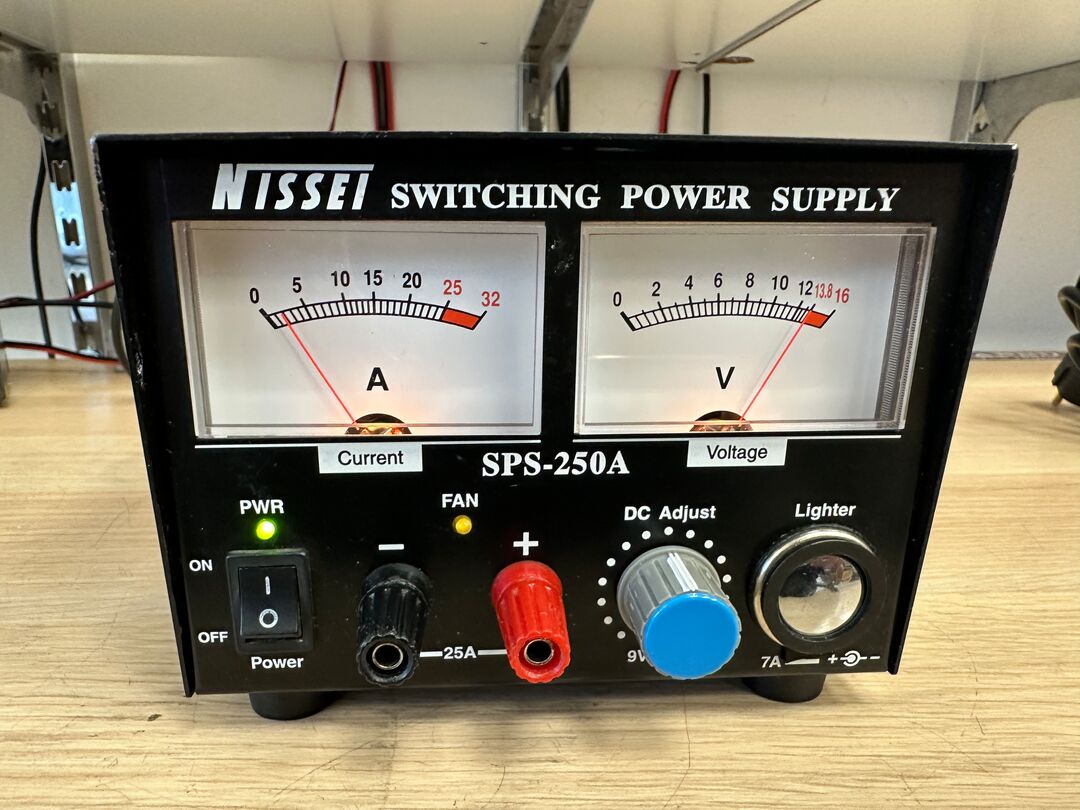 NISSEI SWITCHING POWER SUPPLY
0 5 10 15 20 25 32
A
0 2 4 6 8 10 12 13.8 16
V
Current
SPS-250A
Voltage
PWR
FAN
DC Adjust
Lighter
ON
OFF
Power
− +
25A
9V
7A + −